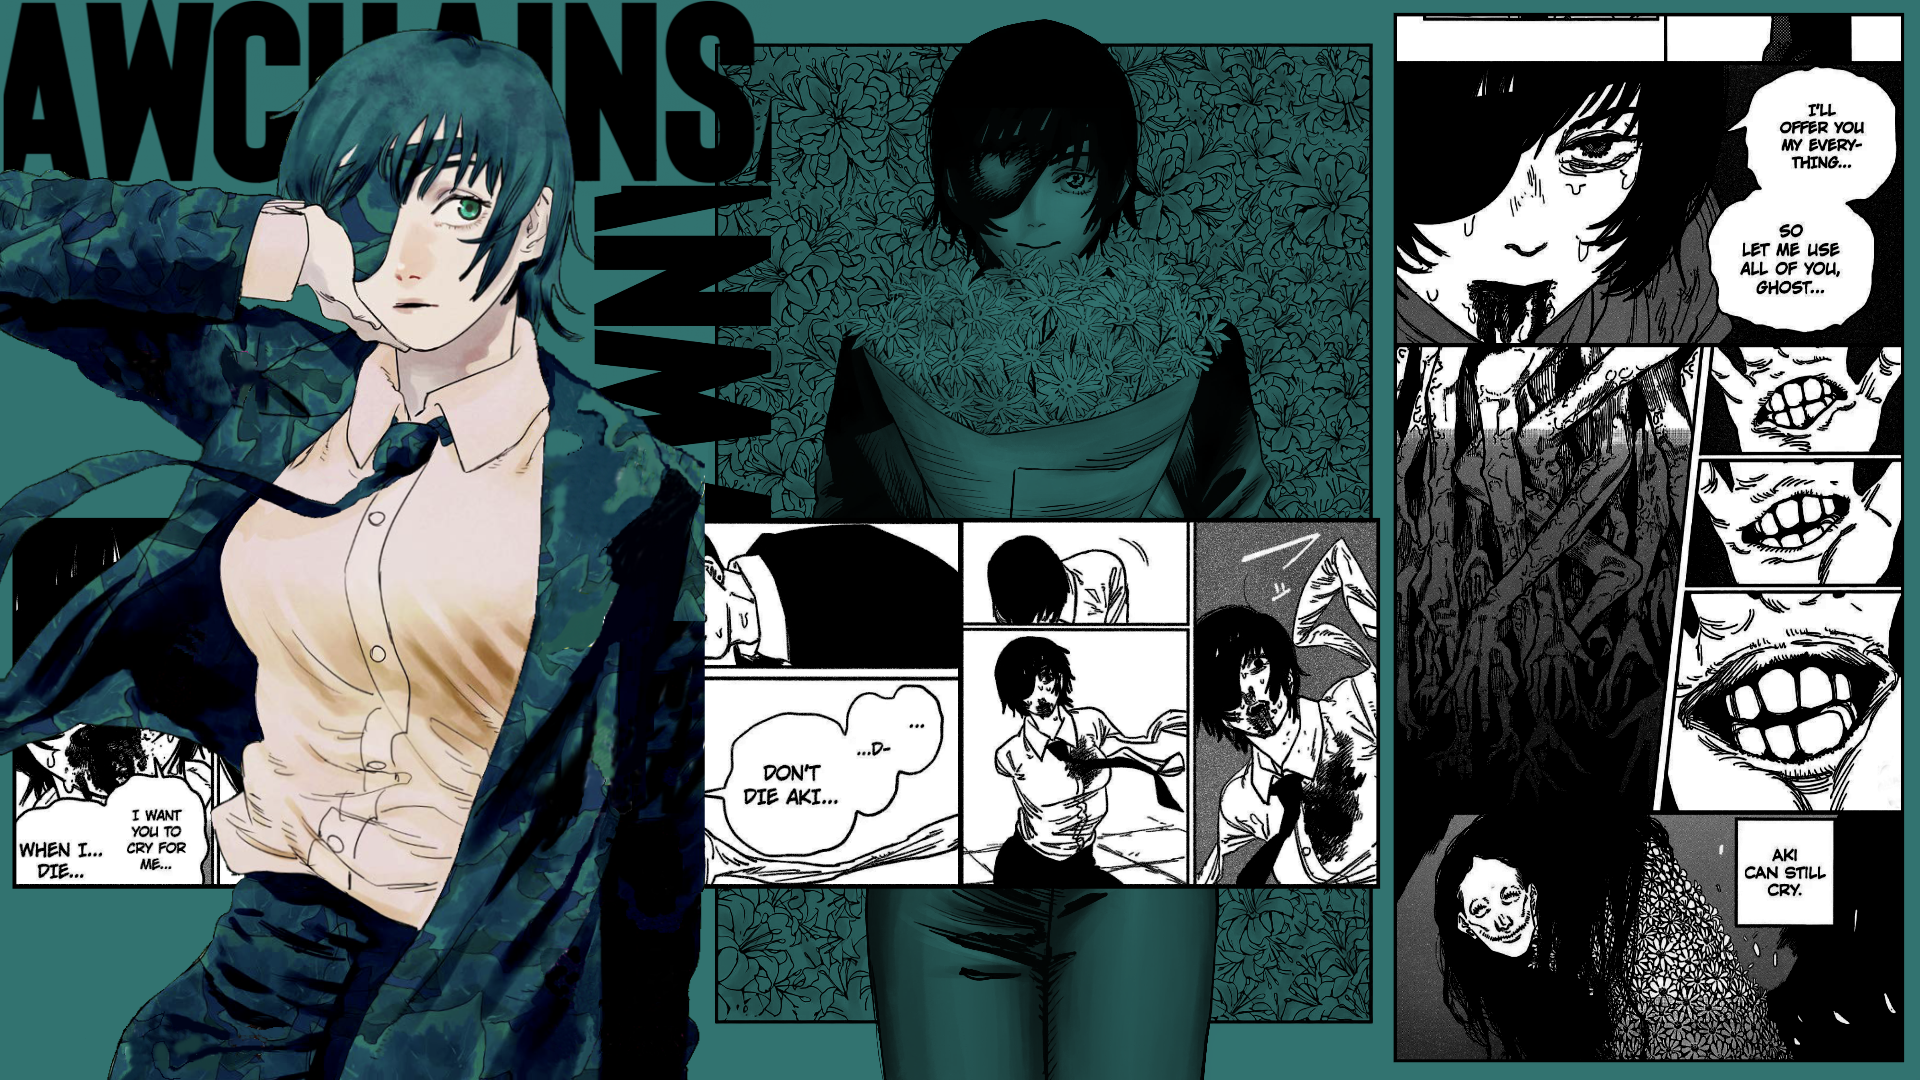 AWCHAINS
I'LL
OFFER YOU
MY EVERY-
THING...
SO
LET ME USE
ALL OF YOU,
GHOST...
DON'T
DIE AKI...
...D-
...
I WANT
YOU TO
CRY FOR
ME...
WHEN I...
DIE...
AKI
CAN STILL
CRY.